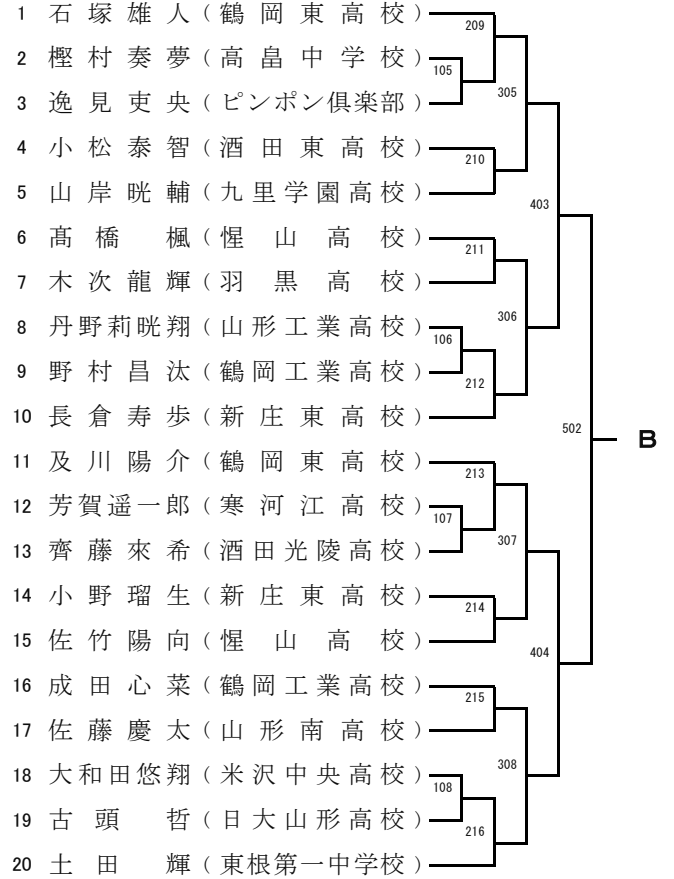 1 石塚雄人(鶴岡東高校)
209
2 樫村奏夢(高畠中学校)
105
3 逸見吏央(ピンポン倶楽部)
305
4 小松泰智(酒田東高校)
210
5 山岸晄輔(九里学園高校)
403
6 髙橋楓(惺山高校)
211
7 木次龍輝(羽黒高校)
306
8 丹野莉晄翔(山形工業高校)
106
9 野村昌汰(鶴岡工業高校)
212
10 長倉寿歩(新庄東高校)
502
B
11 及川陽介(鶴岡東高校)
213
12 芳賀遥一郎(寒河江高校)
107
13 齊藤來希(酒田光陵高校)
307
14 小野瑠生(新庄東高校)
214
15 佐竹陽向(惺山高校)
404
16 成田心菜(鶴岡工業高校)
215
17 佐藤慶太(山形南高校)
308
18 大和田悠翔(米沢中央高校)
108
19 古頭哲(日大山形高校)
216
20 土田輝(東根第一中学校)